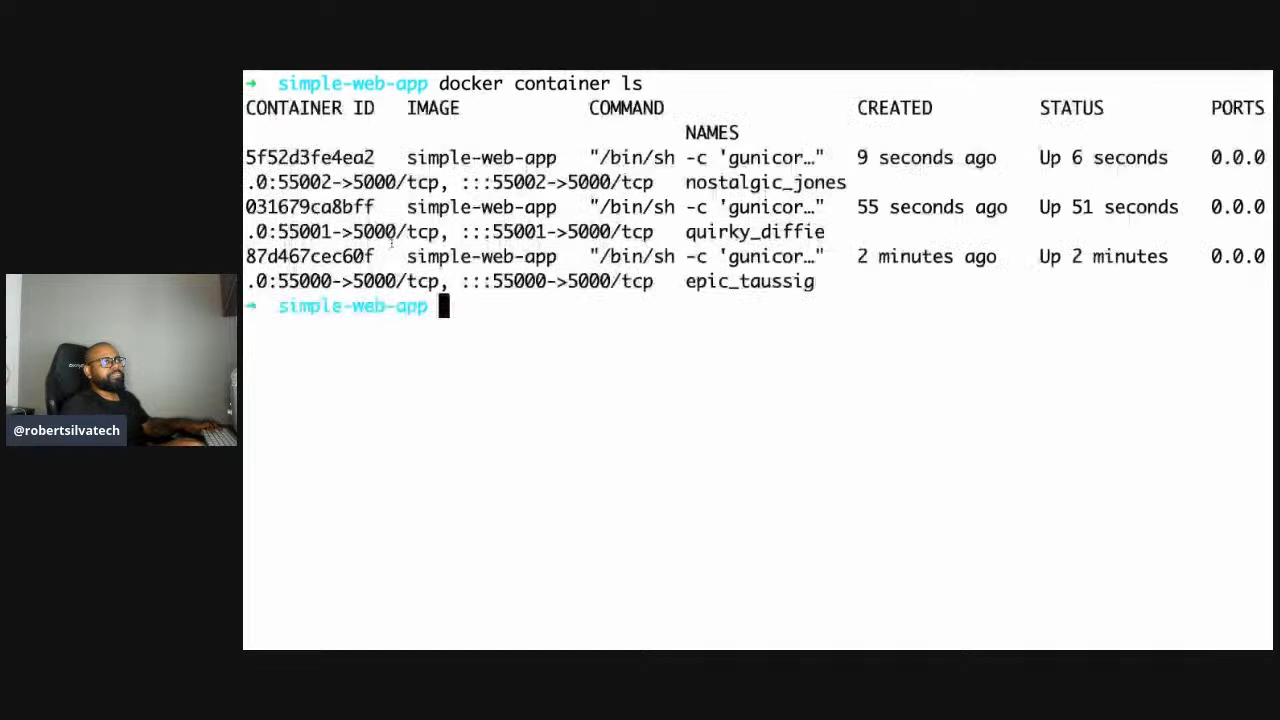 → simple-web-app docker container ls
CONTAINER ID IMAGE COMMAND CREATED STATUS PORTS
NAMES
5f52d3fe4ea2 simple-web-app "/bin/sh -c 'gunicor…" 9 seconds ago Up 6 seconds 0.0.0
.0:55002->5000/tcp, :::55002->5000/tcp nostalgic_jones
031679ca8bff simple-web-app "/bin/sh -c 'gunicor…" 55 seconds ago Up 51 seconds 0.0.0
.0:55001->5000/tcp, :::55001->5000/tcp quirky_diffie
87d467cec60f simple-web-app "/bin/sh -c 'gunicor…" 2 minutes ago Up 2 minutes 0.0.0
.0:55000->5000/tcp, :::55000->5000/tcp epic_taussig
→ simple-web-app
@robertsilvatech